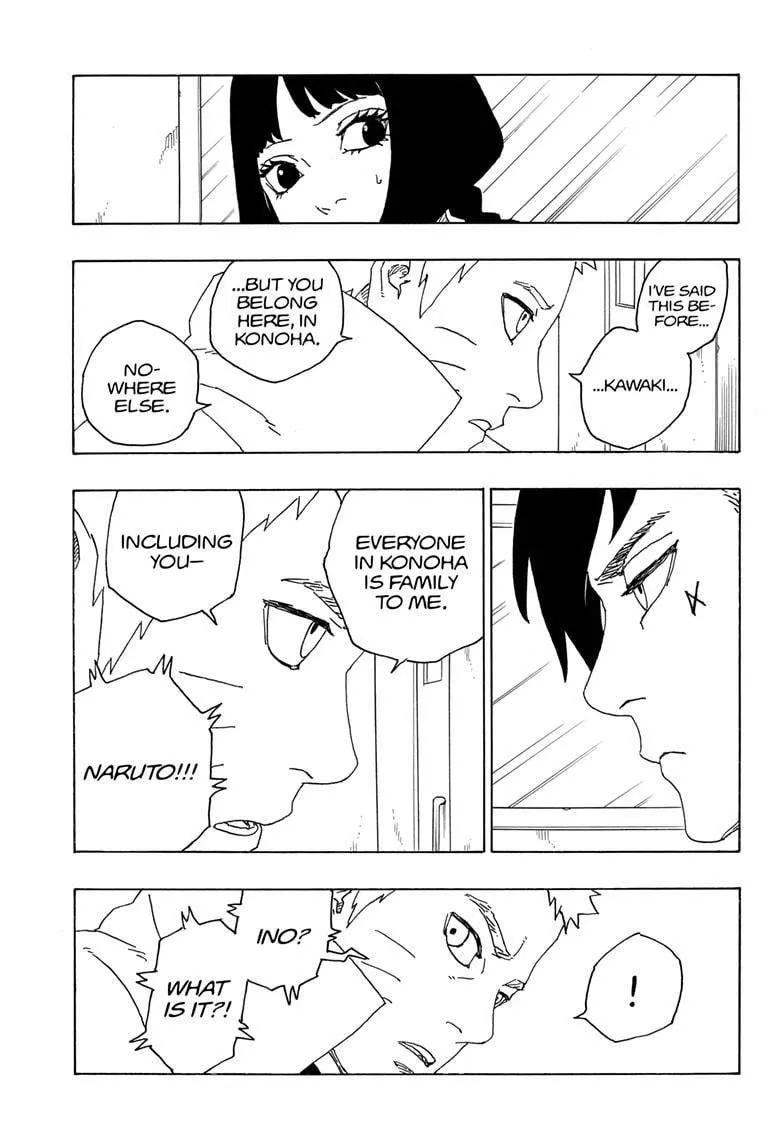 I'VE SAID
THIS BE-
FORE...
...KAWAKI...
...BUT YOU
BELONG
HERE, IN
KONOHA.
NO-
WHERE
ELSE.
EVERYONE
IN KONOHA
IS FAMILY
TO ME.
INCLUDING
YOU–
NARUTO!!!
!
INO?
WHAT
IS IT?!